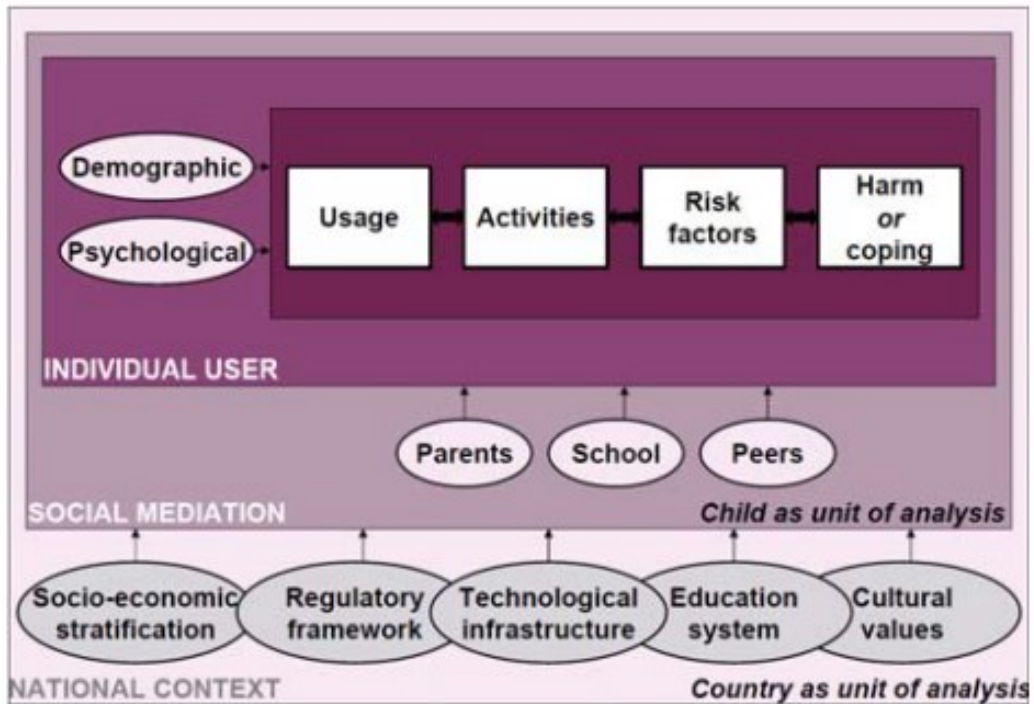 Demographic
Psychological
Usage
Activities
Risk
factors
Harm
or
coping
INDIVIDUAL USER
Parents
School
Peers
SOCIAL MEDIATION
Child as unit of analysis
Socio-economic
stratification
Regulatory
framework
Technological
infrastructure
Education
system
Cultural
values
NATIONAL CONTEXT
Country as unit of analysis